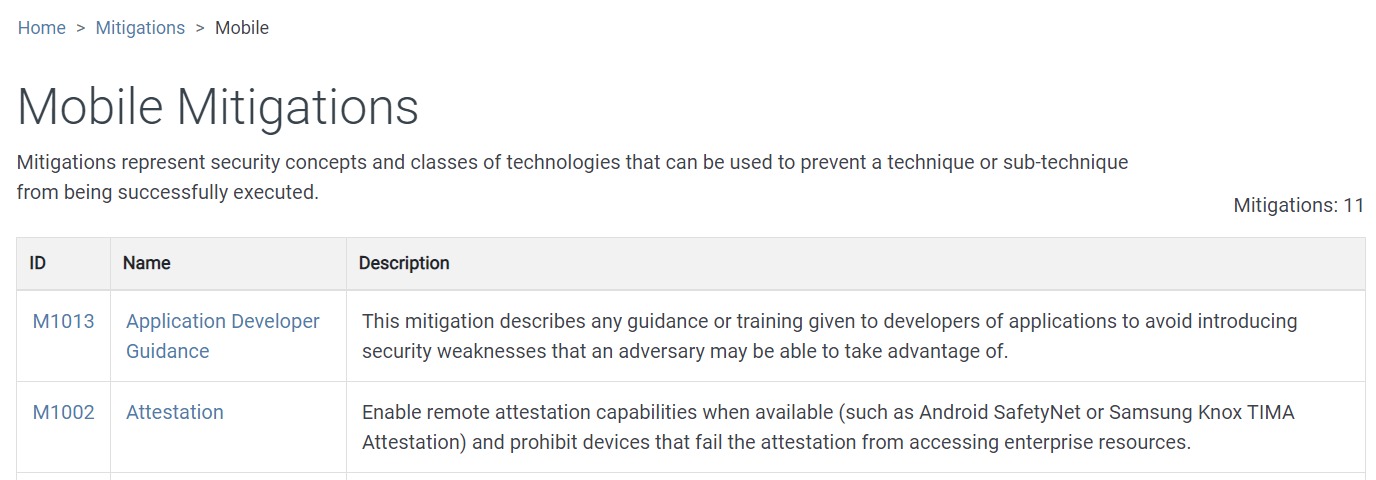 Home > Mitigations > Mobile
Mobile Mitigations
Mitigations represent security concepts and classes of technologies that can be used to prevent a technique or sub-technique
from being successfully executed.
Mitigations: 11
ID Name Description
M1013 Application Developer This mitigation describes any guidance or training given to developers of applications to avoid introducing
Guidance security weaknesses that an adversary may be able to take advantage of.
M1002 Attestation Enable remote attestation capabilities when available (such as Android SafetyNet or Samsung Knox TIMA
Attestation) and prohibit devices that fail the attestation from accessing enterprise resources.